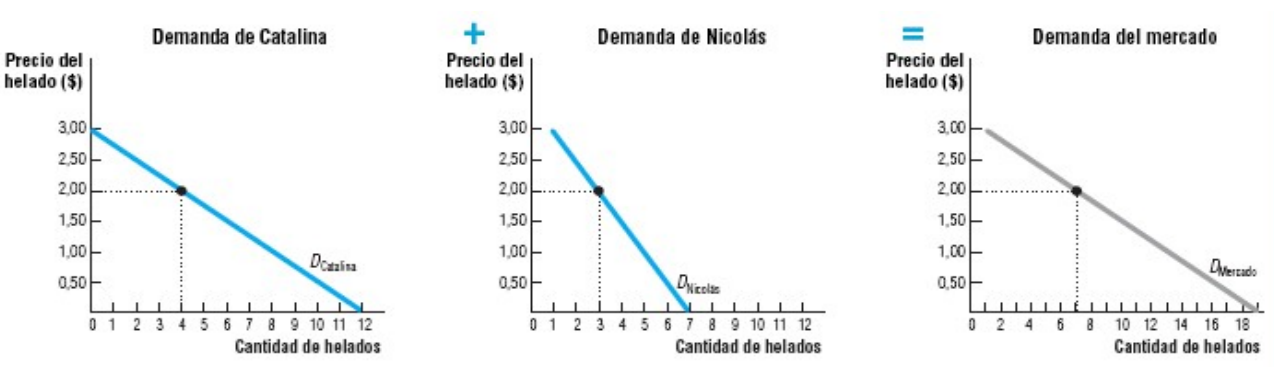 Demanda de Catalina
Precio del
helado ($)
3,00
2,50
2,00
1,50
1,00
0,50
D Catalina
0 1 2 3 4 5 6 7 8 9 10 11 12
Cantidad de helados
+
Demanda de Nicolás
Precio del
helado ($)
3,00
2,50
2,00
1,50
1,00
0,50
D Nicolás
0 1 2 3 4 5 6 7 8 9 10 11 12
Cantidad de helados
=
Demanda del mercado
Precio del
helado ($)
3,00
2,50
2,00
1,50
1,00
0,50
D Mercado
0 2 4 6 8 10 12 14 16 18
Cantidad de helados